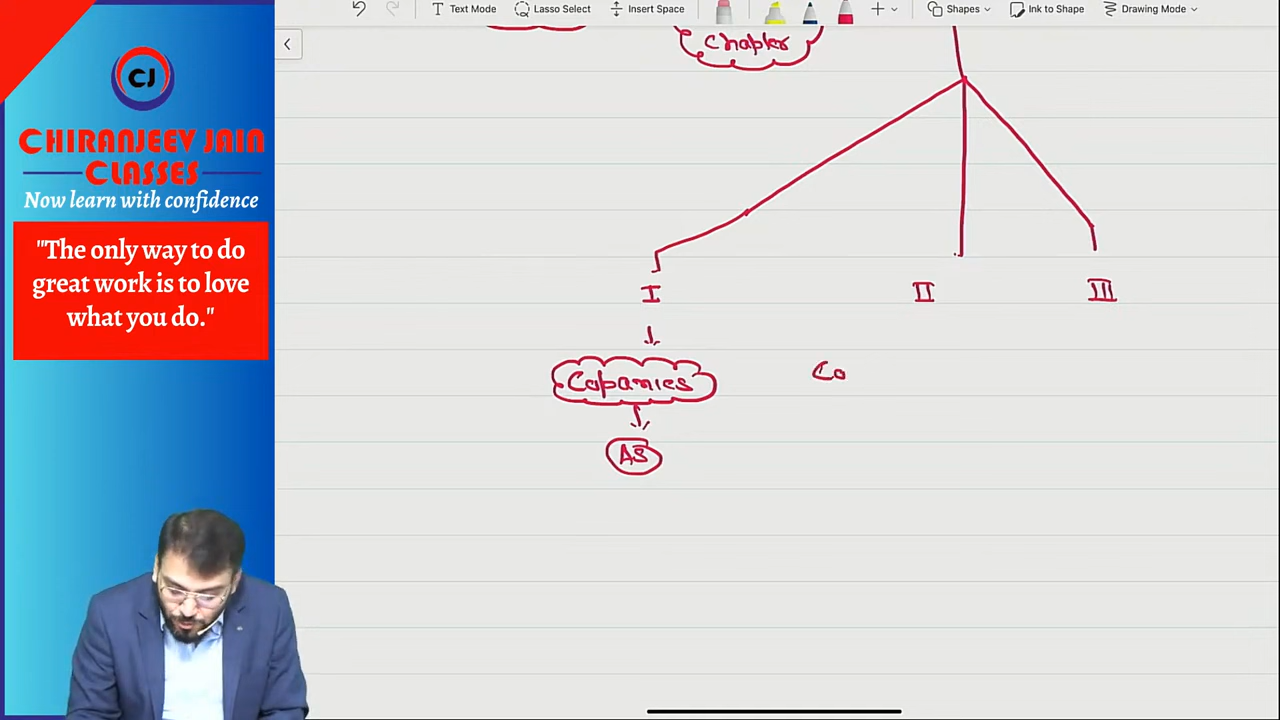 Text Mode Lasso Select Insert Space Shapes Ink to Shape Drawing Mode
CJ
CHIRANJEEV JAIN
CLASSES
Now learn with confidence
"The only way to do
great work is to love
what you do."
Chapter
I II III
Copanies Co
AS